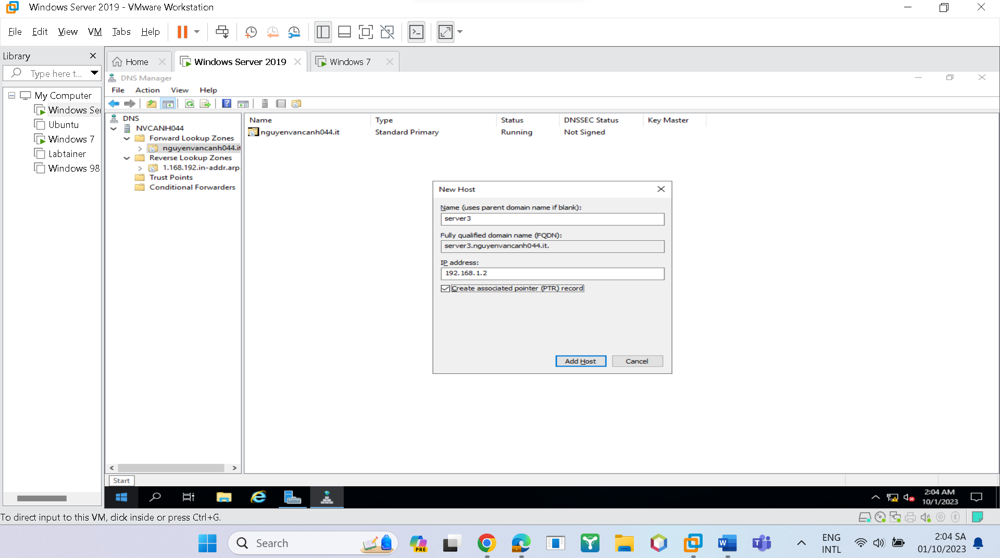 Windows Server 2019 - VMware Workstation
File Edit View VM Tabs Help
Library
Type here t...
My Computer
Windows Ser
Ubuntu
Windows 7
Labtainer
Windows 98
Home
Windows Server 2019
Windows 7
DNS Manager
File Action View Help
DNS
NVCANH044
Forward Lookup Zones
nguyenvancanh044.it
Reverse Lookup Zones
1.168.192.in-addr.arp
Trust Points
Conditional Forwarders
Name Type Status DNSSEC Status Key Master
nguyenvancanh044.it Standard Primary Running Not Signed
New Host
Name (uses parent domain name if blank):
server3
Fully qualified domain name (FQDN):
server3.nguyenvancanh044.it.
IP address:
192.168.1.2
Create associated pointer (PTR) record
Add Host Cancel
Start
2:04 AM
10/1/2023
To direct input to this VM, click inside or press Ctrl+G.
Search
PRE
ENG
INTL
2:04 SA
01/10/2023